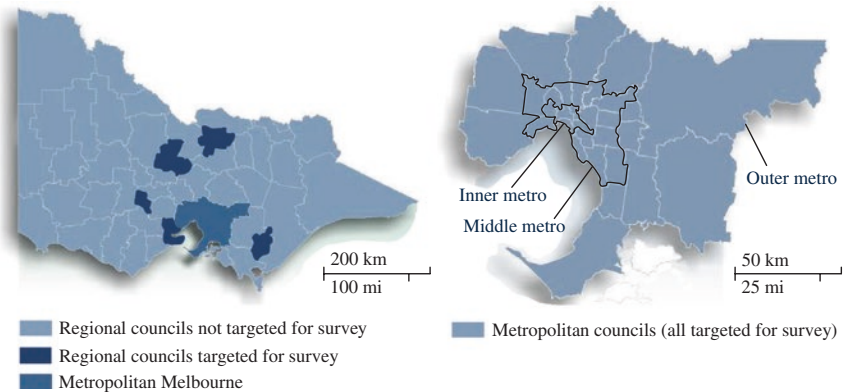 Inner metro
Middle metro
Outer metro
200 km
100 mi
50 km
25 mi
Regional councils not targeted for survey
Regional councils targeted for survey
Metropolitan Melbourne
Metropolitan councils (all targeted for survey)